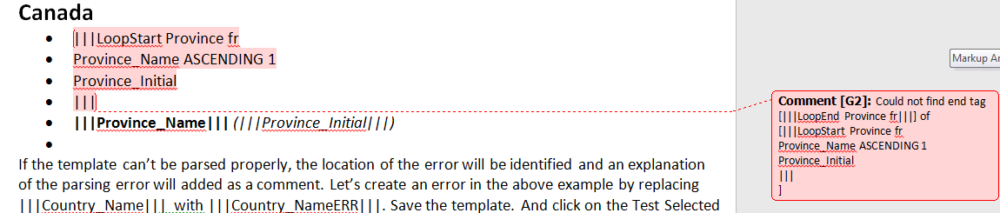 Canada
• |||LoopStart Province fr
• Province_Name ASCENDING 1
• Province_Initial
• |||
• |||Province_Name||| (|||Province_Initial|||)
•
If the template can't be parsed properly, the location of the error will be identified and an explanation
of the parsing error will added as a comment. Let's create an error in the above example by replacing
|||Country_Name||| with |||Country_NameERR|||. Save the template. And click on the Test Selected
Markup Ar
Comment [G2]: Could not find end tag
[|||LoopEnd Province fr|||] of
[|||LoopStart Province fr
Province_Name ASCENDING 1
Province_Initial
|||
]